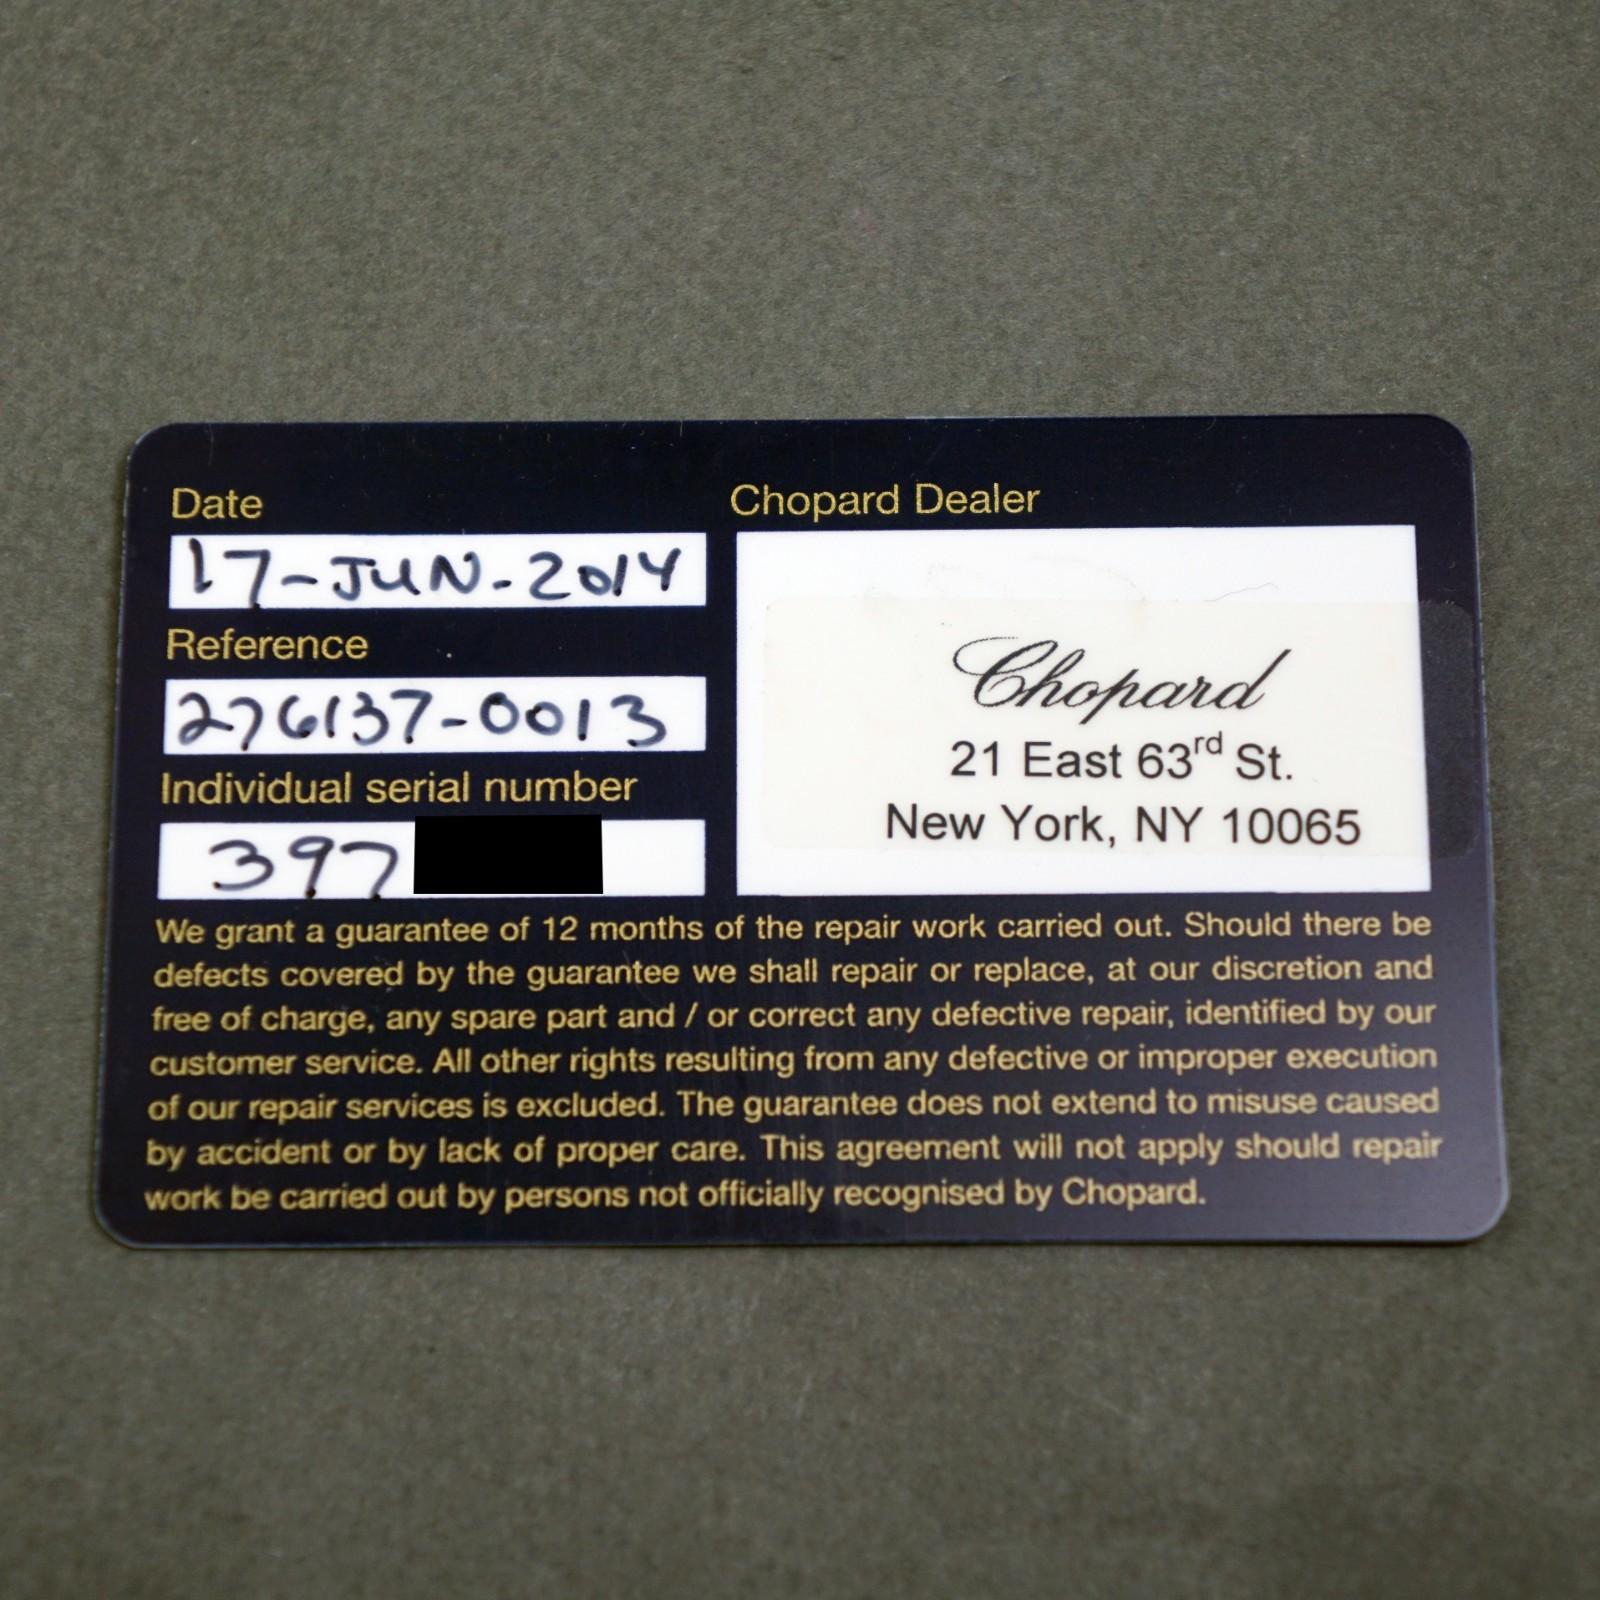 Date
17-JUN-2014
Reference
276137-0013
Individual serial number
397
Chopard Dealer
Chopard
21 East 63rd St.
New York, NY 10065
We grant a guarantee of 12 months of the repair work carried out. Should there be
defects covered by the guarantee we shall repair or replace, at our discretion and
free of charge, any spare part and / or correct any defective repair, identified by our
customer service. All other rights resulting from any defective or improper execution
of our repair services is excluded. The guarantee does not extend to misuse caused
by accident or by lack of proper care. This agreement will not apply should repair
work be carried out by persons not officially recognised by Chopard.